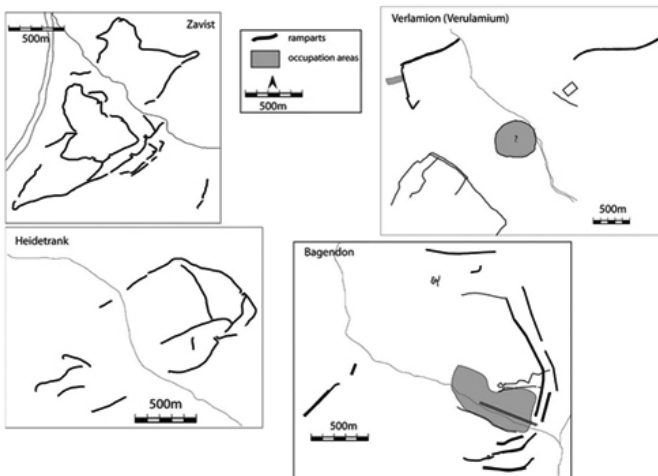 Zavist
500m
ramparts
occupation areas
500m
Verlamion (Verulamium)
?
500m
Heidetrank
500m
Bagendon
500m